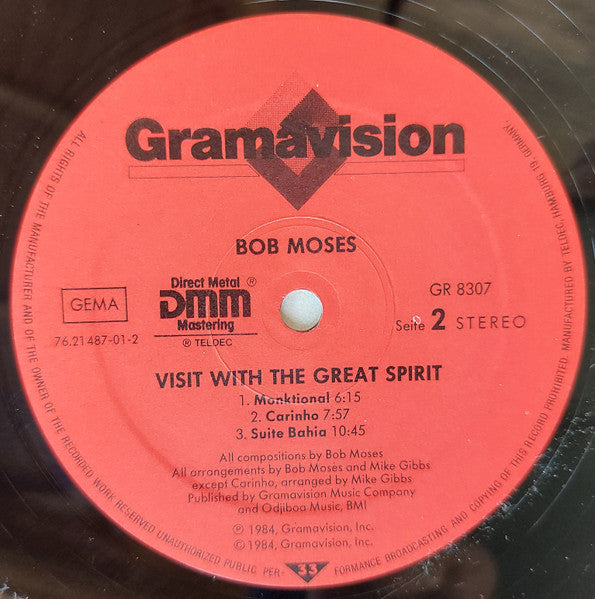 Gramavision
BOB MOSES
GEMA
76.21487-01-2
Direct Metal ®
DMM
Mastering
® TELDEC
GR 8307
Seite 2 STEREO
VISIT WITH THE GREAT SPIRIT
1. Monktional 6:15
2. Carinho 7:57
3. Suite Bahia 10:45
All compositions by Bob Moses
All arrangements by Bob Moses and Mike Gibbs
except Carinho, arranged by Mike Gibbs
Published by Gramavision Music Company
and Odjiboa Music, BMI
℗ 1984, Gramavision, Inc.
© 1984, Gramavision, Inc.
ALL RIGHTS OF THE MANUFACTURER AND OF THE OWNER OF THE RECORDED WORK RESERVED UNAUTHORIZED PUBLIC PER- 33 FORMANCE BROADCASTING AND COPYING OF THIS RECORD PROHIBITED. MANUFACTURED BY TELDEC, HAMBURG 19, GERMANY.